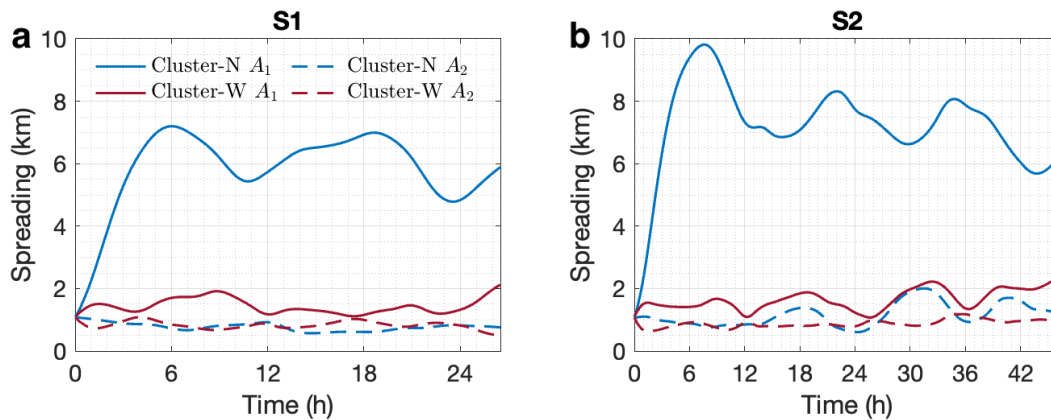 a
S1
10
8
6
4
2
0
Spreading (km)
Cluster-N A₁
Cluster-N A₂
Cluster-W A₁
Cluster-W A₂
0 6 12 18 24
Time (h)
b
S2
10
8
6
4
2
0
Spreading (km)
0 6 12 18 24 30 36 42
Time (h)